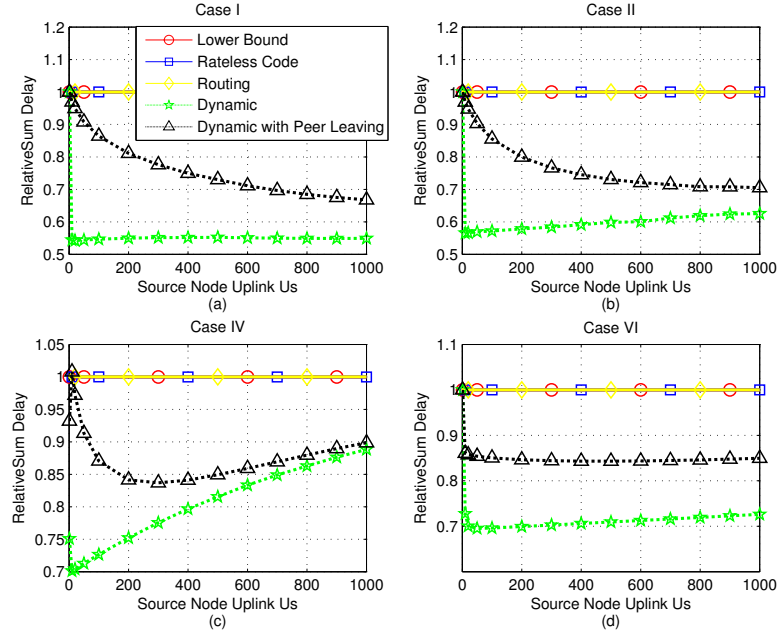 Case I
1.2
1.1
1
0.9
0.8
0.7
0.6
0.5
RelativeSum Delay
0
200
400
600
800
1000
Source Node Uplink Us
(a)
Lower Bound
Rateless Code
Routing
Dynamic
Dynamic with Peer Leaving
Case II
1.2
1.1
1
0.9
0.8
0.7
0.6
0.5
RelativeSum Delay
0
200
400
600
800
1000
Source Node Uplink Us
(b)
Case IV
1.05
1
0.95
0.9
0.85
0.8
0.75
0.7
RelativeSum Delay
0
200
400
600
800
1000
Source Node Uplink Us
(c)
Case VI
1.1
1
0.8
0.7
RelativeSum Delay
0
200
400
600
800
1000
Source Node Uplink Us
(d)